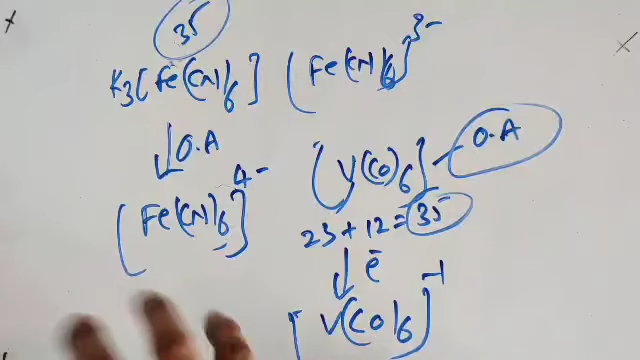 35
K3[Fe(CN)6] [Fe(CN)6]3-
↓O.A
[Fe(CN)6]4-
[V(CO)6] - O.A
23+12=35
↓ē
[V(CO)6]-1